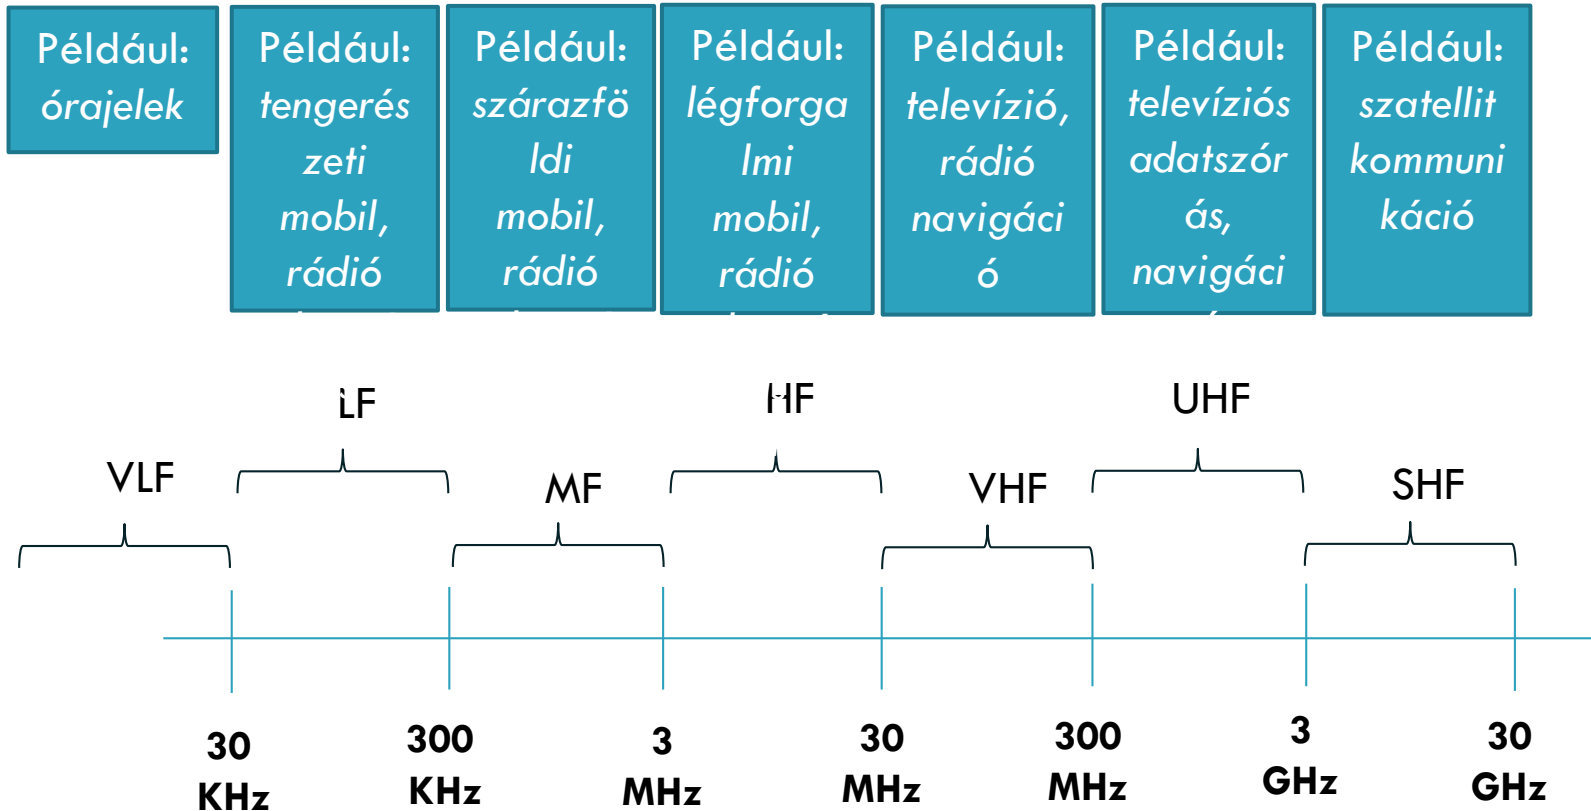 Például:
órajelek
Például:
tengerés
zeti
mobil,
rádió
Például:
szárazfö
ldi
mobil,
rádió
Például:
légforga
lmi
mobil,
rádió
Például:
televízió,
rádió
navigáci
ó
Például:
televíziós
adatszór
ás,
navigáci
Például:
szatellit
kommuni
káció
VLF
LF
MF
HF
VHF
UHF
SHF
30
KHz
300
KHz
3
MHz
30
MHz
300
MHz
3
GHz
30
GHz